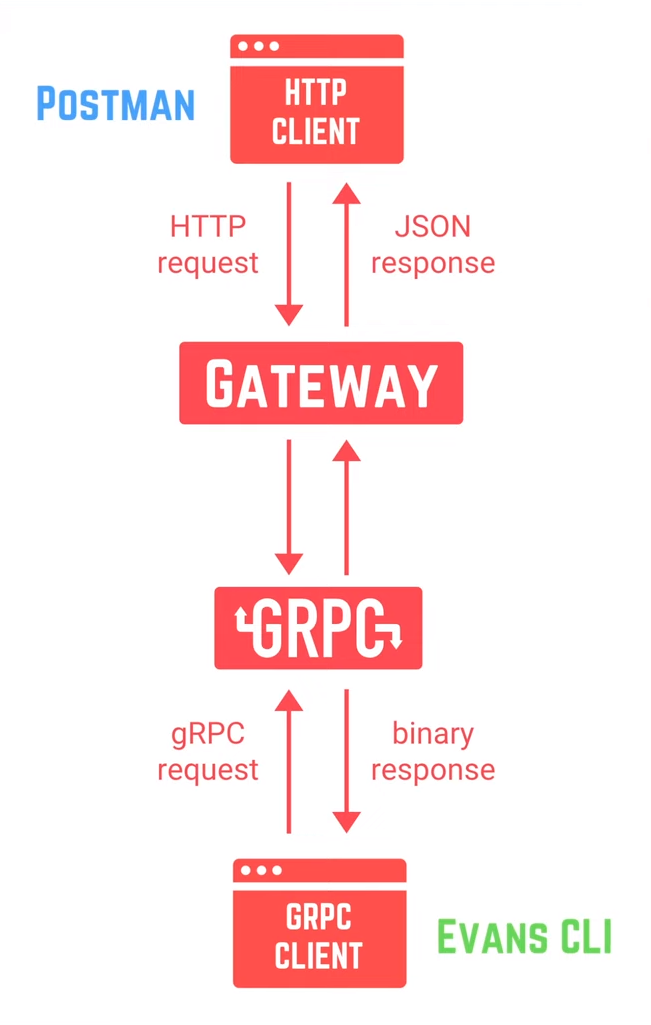 POSTMAN
HTTP
CLIENT
HTTP
request
JSON
response
GATEWAY
GRPC
gRPC
request
binary
response
GRPC
CLIENT
EVANS CLI